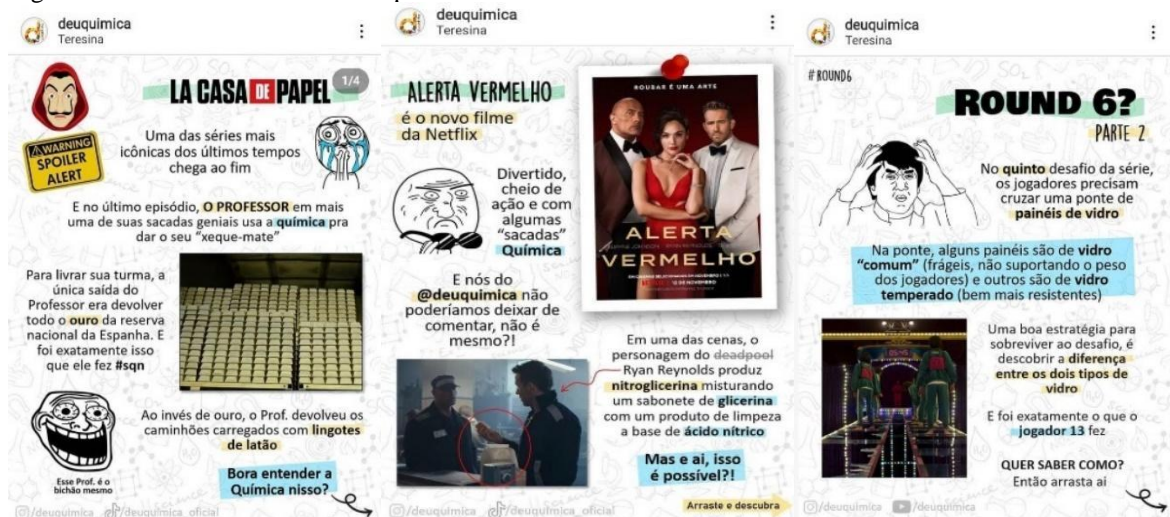 deuquimica
Teresina
LA CASA DE PAPEL
1/4
WARNING
SPOILER
ALERT
Uma das séries mais
icônicas dos últimos tempos
chega ao fim
E no último episódio, O PROFESSOR em mais
uma de suas sacadas geniais usa a química pra
dar o seu "xeque-mate"
Para livrar sua turma, a
única saída do
Professor era devolver
todo o ouro da reserva
nacional da Espanha. E
foi exatamente isso
que ele fez #sqn
Ao invés de ouro, o Prof. devolveu os
caminhões carregados com lingotes
de latão
Esse Prof. é o
bichão mesmo
Bora entender a
Química nisso?
/deuquimica
/deuquimica_oficial
deuquimica
Teresina
ALERTA VERMELHO
é o novo filme
da Netflix
ROUBAR É UMA ARTE
ALERTA
VERMELHO
Divertido,
cheio de
ação e com
algumas
"sacadas"
Química
E nós do
@deuquimica não
poderíamos deixar de
comentar, não é
mesmo?!
Em uma das cenas, o
personagem do deadpool
Ryan Reynolds produz
nitroglicerina misturando
um sabonete de glicerina
com um produto de limpeza
a base de ácido nítrico
Mas e ai, isso
é possível?!
Arraste e descubra
/deuquimica
/deuquimica_oficial
deuquimica
Teresina
#ROUND6
ROUND 6?
PARTE 2
No quinto desafio da série,
os jogadores precisam
cruzar uma ponte de
painéis de vidro
Na ponte, alguns painéis são de vidro
"comum" (frágeis, não suportando o peso
dos jogadores) e outros são de vidro
temperado (bem mais resistentes)
Uma boa estratégia para
sobreviver ao desafio, é
descobrir a diferença
entre os dois tipos de
vidro
E foi exatamente o que o
jogador 13 fez
QUER SABER COMO?
Então arrasta ai
/deuquimica
/deuquimica